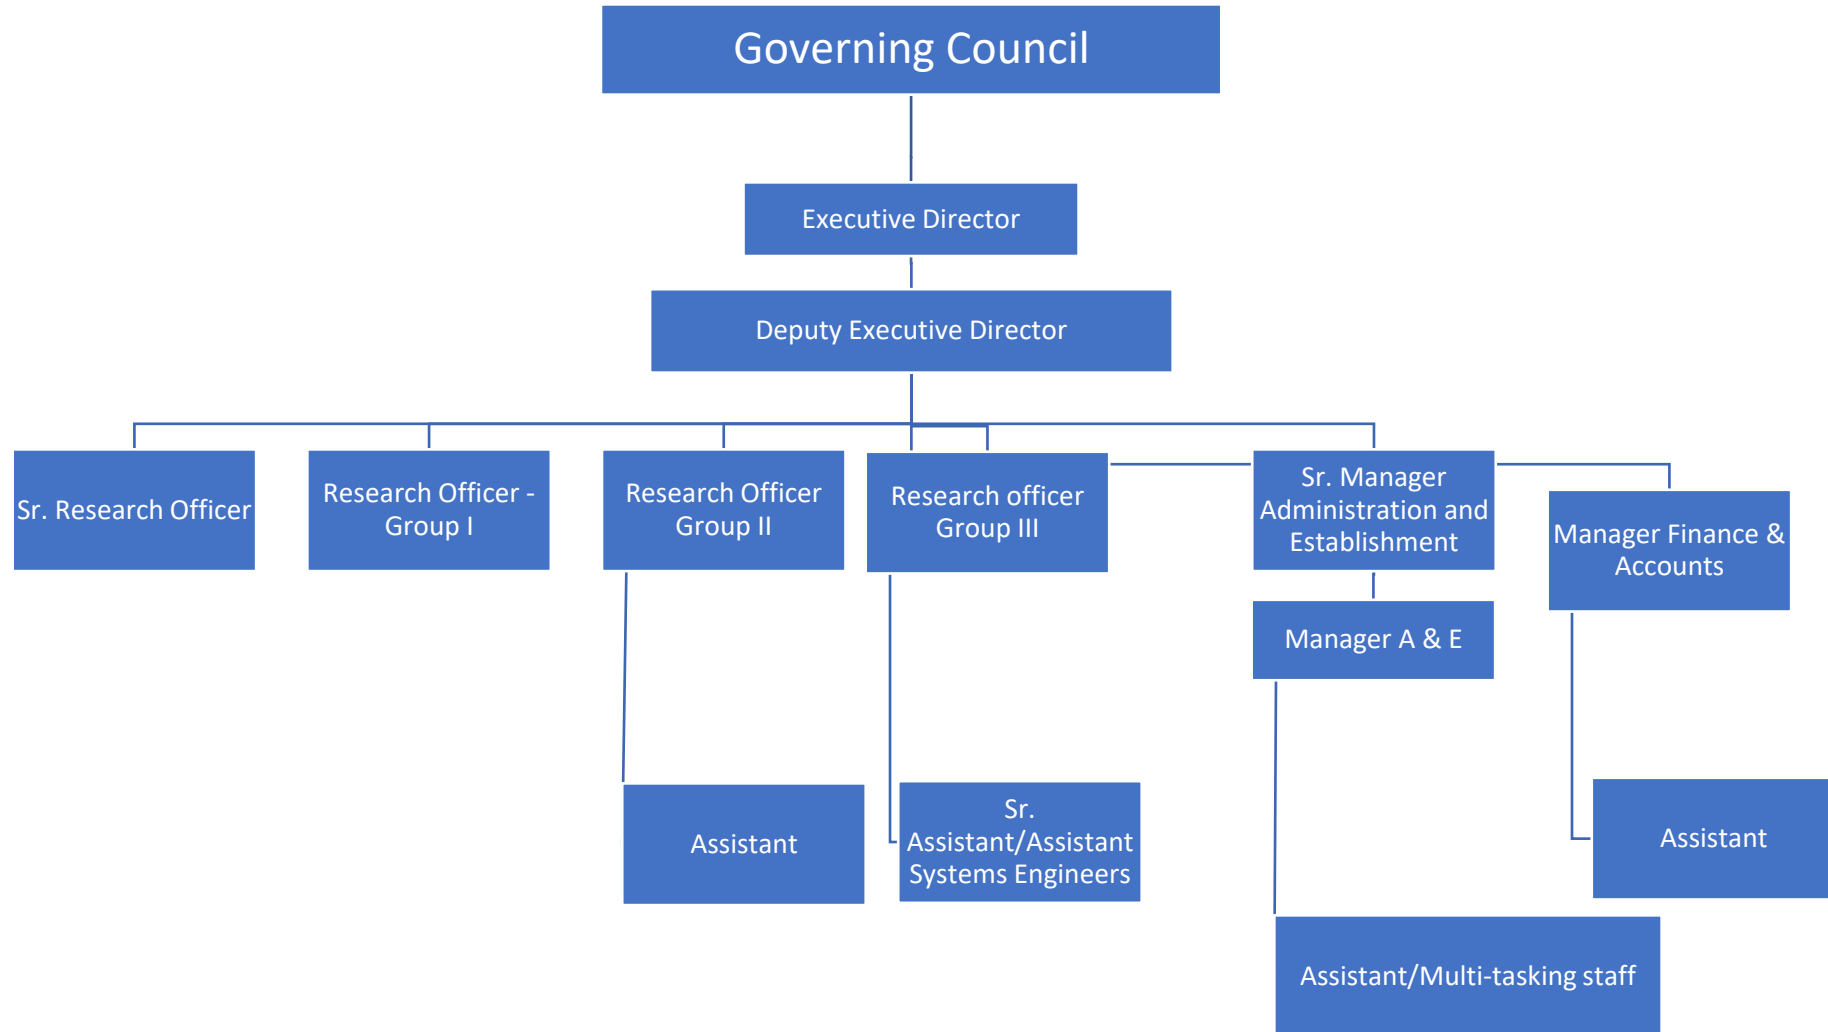 Governing Council
Executive Director
Deputy Executive Director
Sr. Research Officer
Research Officer -
Group I
Research Officer
Group II
Research officer
Group III
Sr. Manager
Administration and
Establishment
Manager Finance &
Accounts
Manager A & E
Assistant
Sr.
Assistant/Assistant
Systems Engineers
Assistant
Assistant/Multi-tasking staff